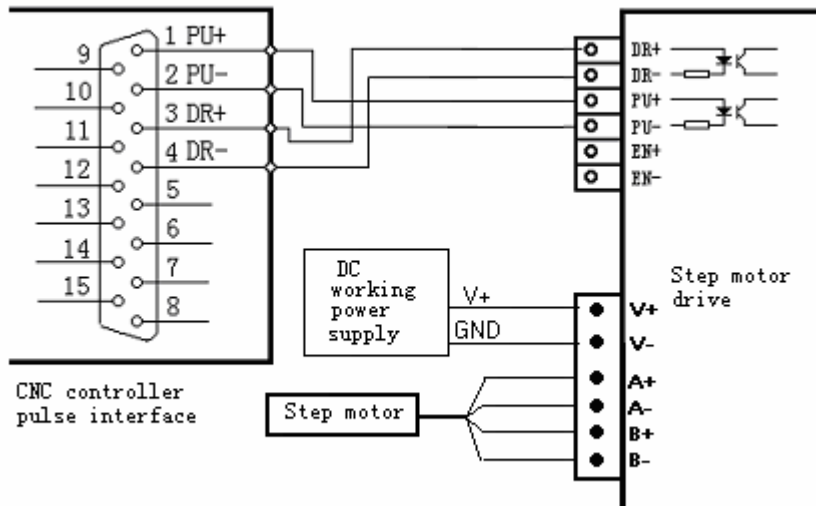 1 PU+
9
2 PU-
10
3 DR+
11
4 DR-
12
5
13
6
14
7
15
8
CNC controller
pulse interface
DR+
DR-
PU+
PU-
EN+
EN-
DC
working
power
supply
V+
GND
Step motor
drive
V+
V-
A+
A-
B+
B-
Step motor